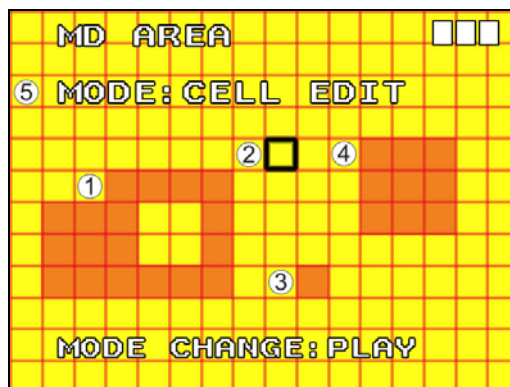 MD AREA
⑤ MODE:CELL EDIT
② ④
①
③
MODE CHANGE:PLAY